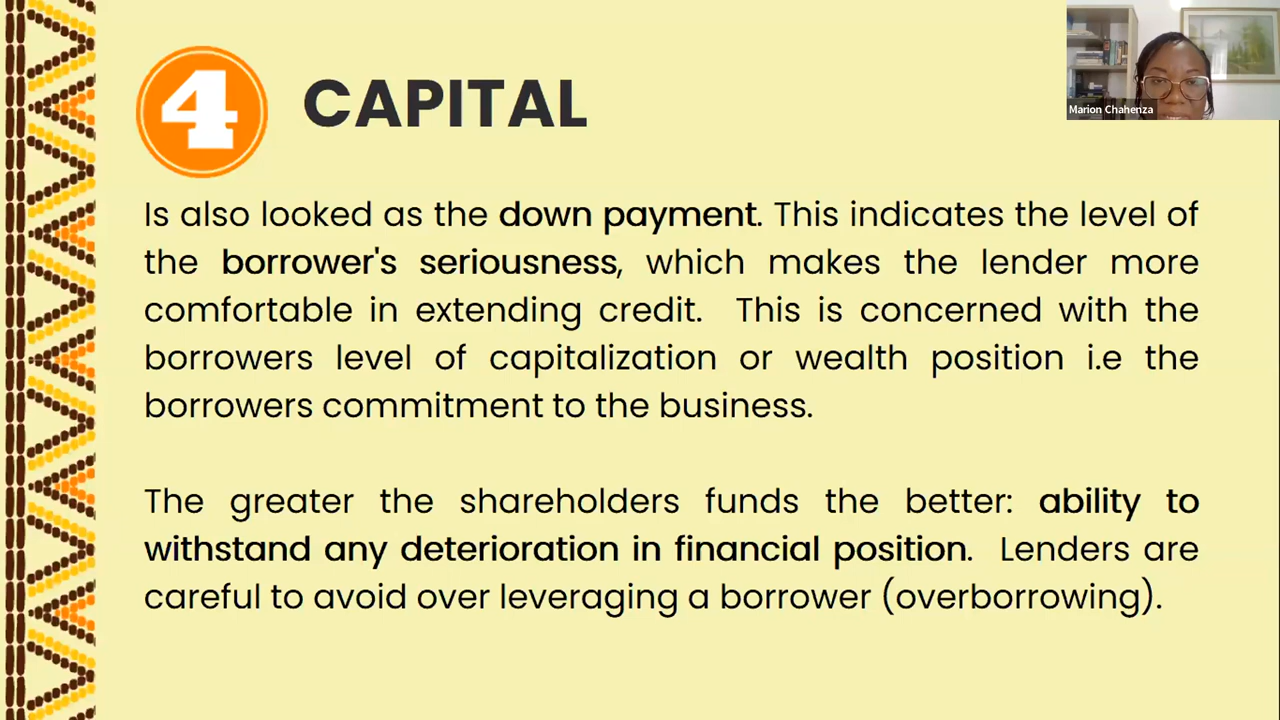 4
CAPITAL
Marion Chahenza
Is also looked as the down payment. This indicates the level of
the borrower's seriousness, which makes the lender more
comfortable in extending credit.  This is concerned with the
borrowers level of capitalization or wealth position i.e the
borrowers commitment to the business.
The greater the shareholders funds the better: ability to
withstand any deterioration in financial position.  Lenders are
careful to avoid over leveraging a borrower (overborrowing).